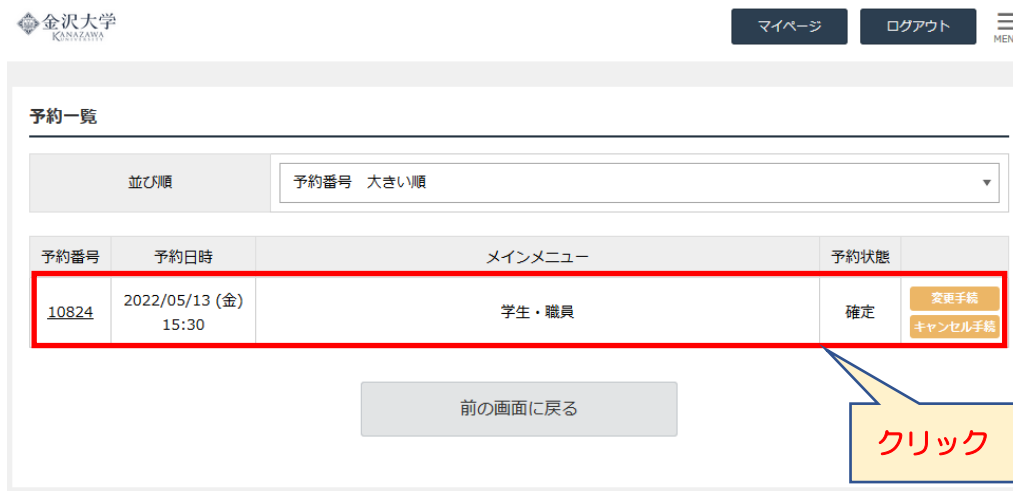 金沢大学
KANAZAWA
UNIVERSITY
マイページ
ログアウト
MEN
予約一覧
並び順
予約番号 大きい順
予約番号 予約日時 メインメニュー 予約状態
10824
2022/05/13 (金)
15:30
学生・職員
確定
変更手続
キャンセル手続
前の画面に戻る
クリック